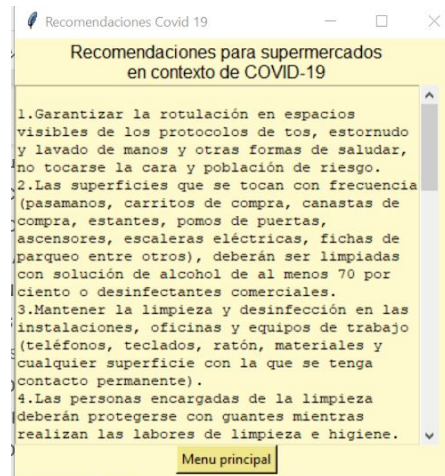 Recomendaciones Covid 19
Recomendaciones para supermercados
en contexto de COVID-19
1.Garantizar la rotulación en espacios
visibles de los protocolos de tos, estornudo
y lavado de manos y otras formas de saludar,
no tocarse la cara y población de riesgo.
2.Las superficies que se tocan con frecuencia
(pasamanos, carritos de compra, canastas de
compra, estantes, pomos de puertas,
ascensores, escaleras eléctricas, fichas de
parqueo entre otros), deberán ser limpiadas
con solución de alcohol de al menos 70 por
ciento o desinfectantes comerciales.
3.Mantener la limpieza y desinfección en las
instalaciones, oficinas y equipos de trabajo
(teléfonos, teclados, ratón, materiales y
cualquier superficie con la que se tenga
contacto permanente).
4.Las personas encargadas de la limpieza
deberán protegerse con guantes mientras
realizan las labores de limpieza e higiene.
Menu principal